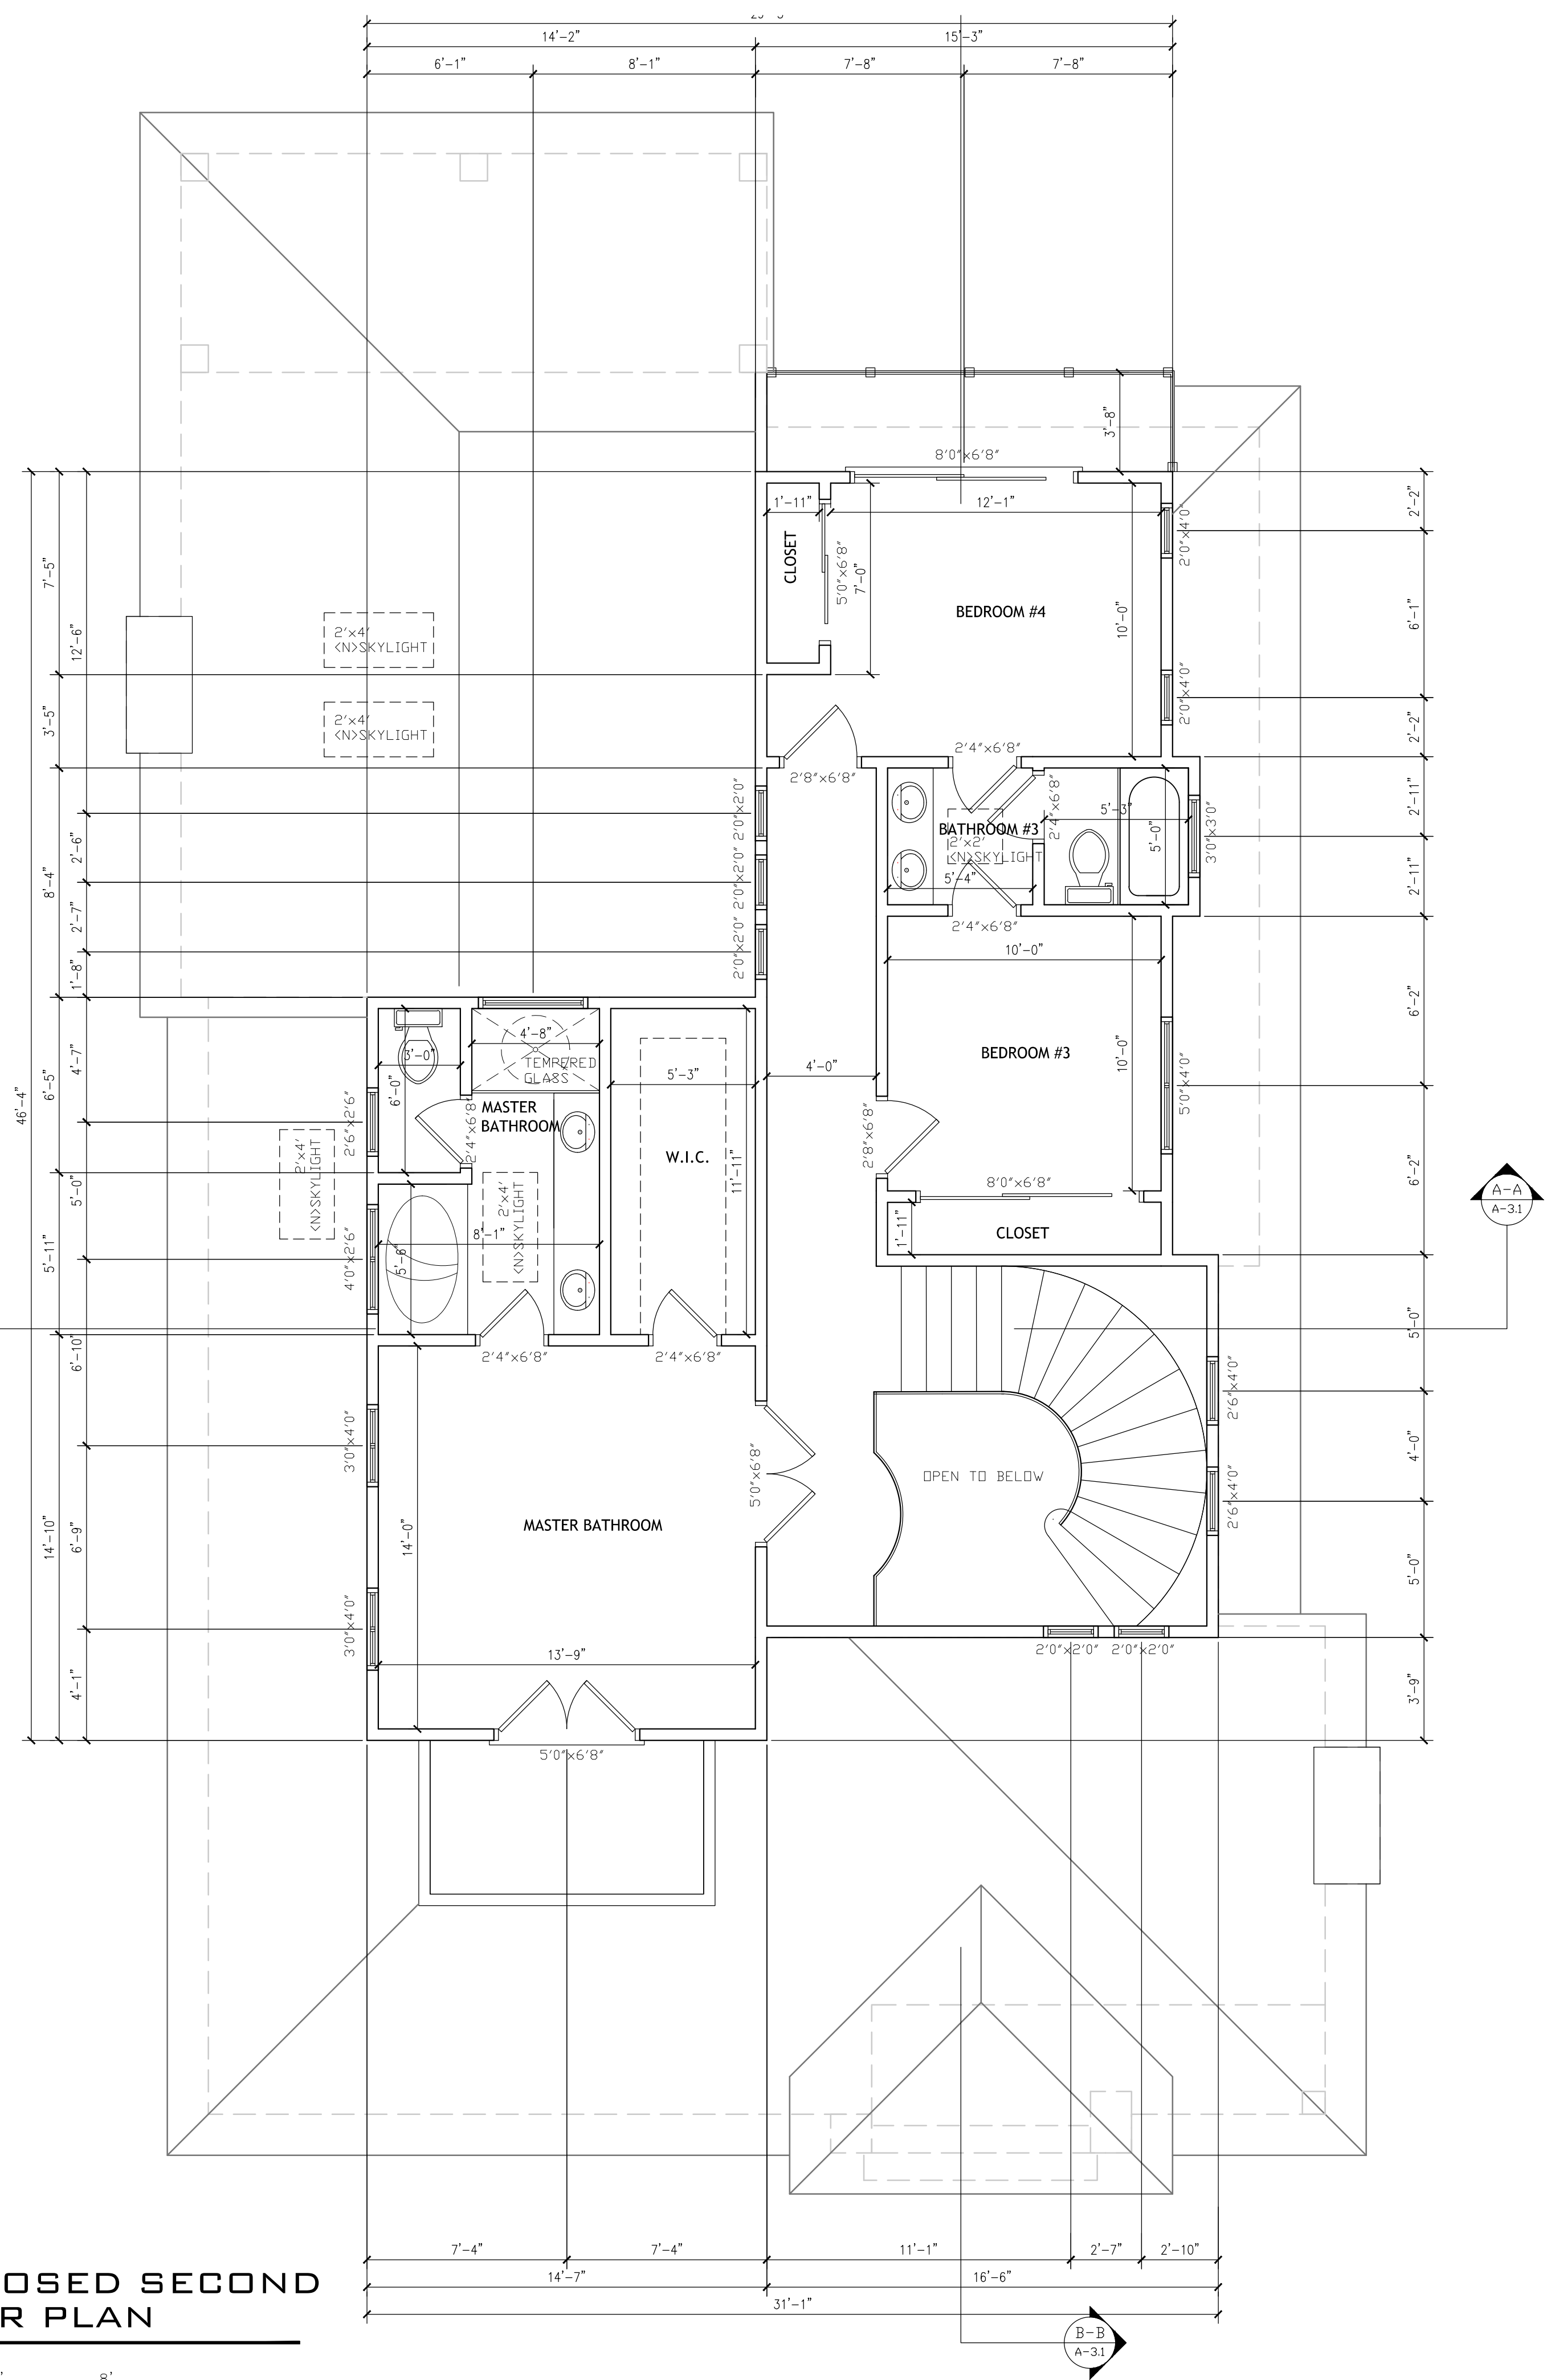 14'-2"
15'-3"
6'-1"
8'-1"
7'-8"
7'-8"
3'-8"
8'0"x6'8"
1'-11"
12'-1"
2'-2"
2'0"x4'0"
CLOSET
5'0"x6'8"
7'-0"
7'-5"
BEDROOM #4
10'-0"
6'-1"
2'x4'
<N>SKYLIGHT
12'-6"
2'0"x4'0"
2'x4'
<N>SKYLIGHT
3'-5"
2'-2"
2'4"x6'8"
2'8"x6'8"
2'0"x2'0"
2'4"x6'8"
5'-3"
2'-11"
BATHROOM #3
2'x2'
<N>SKYLIGHT
5'-0"
3'0"x3'0"
2'-6"
2'0"x2'0"
5'-4"
8'-4"
2'-11"
2'-7"
2'4"x6'8"
2'0"x2'0"
10'-0"
1'-8"
6'-2"
4'-8"
TEMPERED
GLASS
3'-0"
4'-7"
BEDROOM #3
10'-0"
4'-0"
5'-3"
6'-0"
6'-5"
5'0"x4'0"
46'-4"
MASTER
BATHROOM
2'6"x2'6"
2'4"x6'8"
2'8"x6'8"
W.I.C.
11'-11"
2'x4'
<N>SKYLIGHT
6'-2"
8'0"x6'8"
5'-0"
A-A
A-3.1
2'x4'
<N>SKYLIGHT
1'-11"
CLOSET
8'-1"
5'-11"
4'0"x2'6"
5'-6"
5'-0"
6'-10"
2'4"x6'8"
2'4"x6'8"
2'6"x4'0"
3'0"x4'0"
4'-0"
5'0"x6'8"
OPEN TO BELOW
2'6"x4'0"
MASTER BATHROOM
14'-0"
14'-10"
6'-9"
5'-0"
3'0"x4'0"
13'-9"
2'0"x2'0"
2'0"x2'0"
4'-1"
3'-9"
5'0"x6'8"
7'-4"
7'-4"
11'-1"
2'-7"
2'-10"
14'-7"
16'-6"
31'-1"
OSED SECOND
R PLAN
B-B
A-3.1
8'